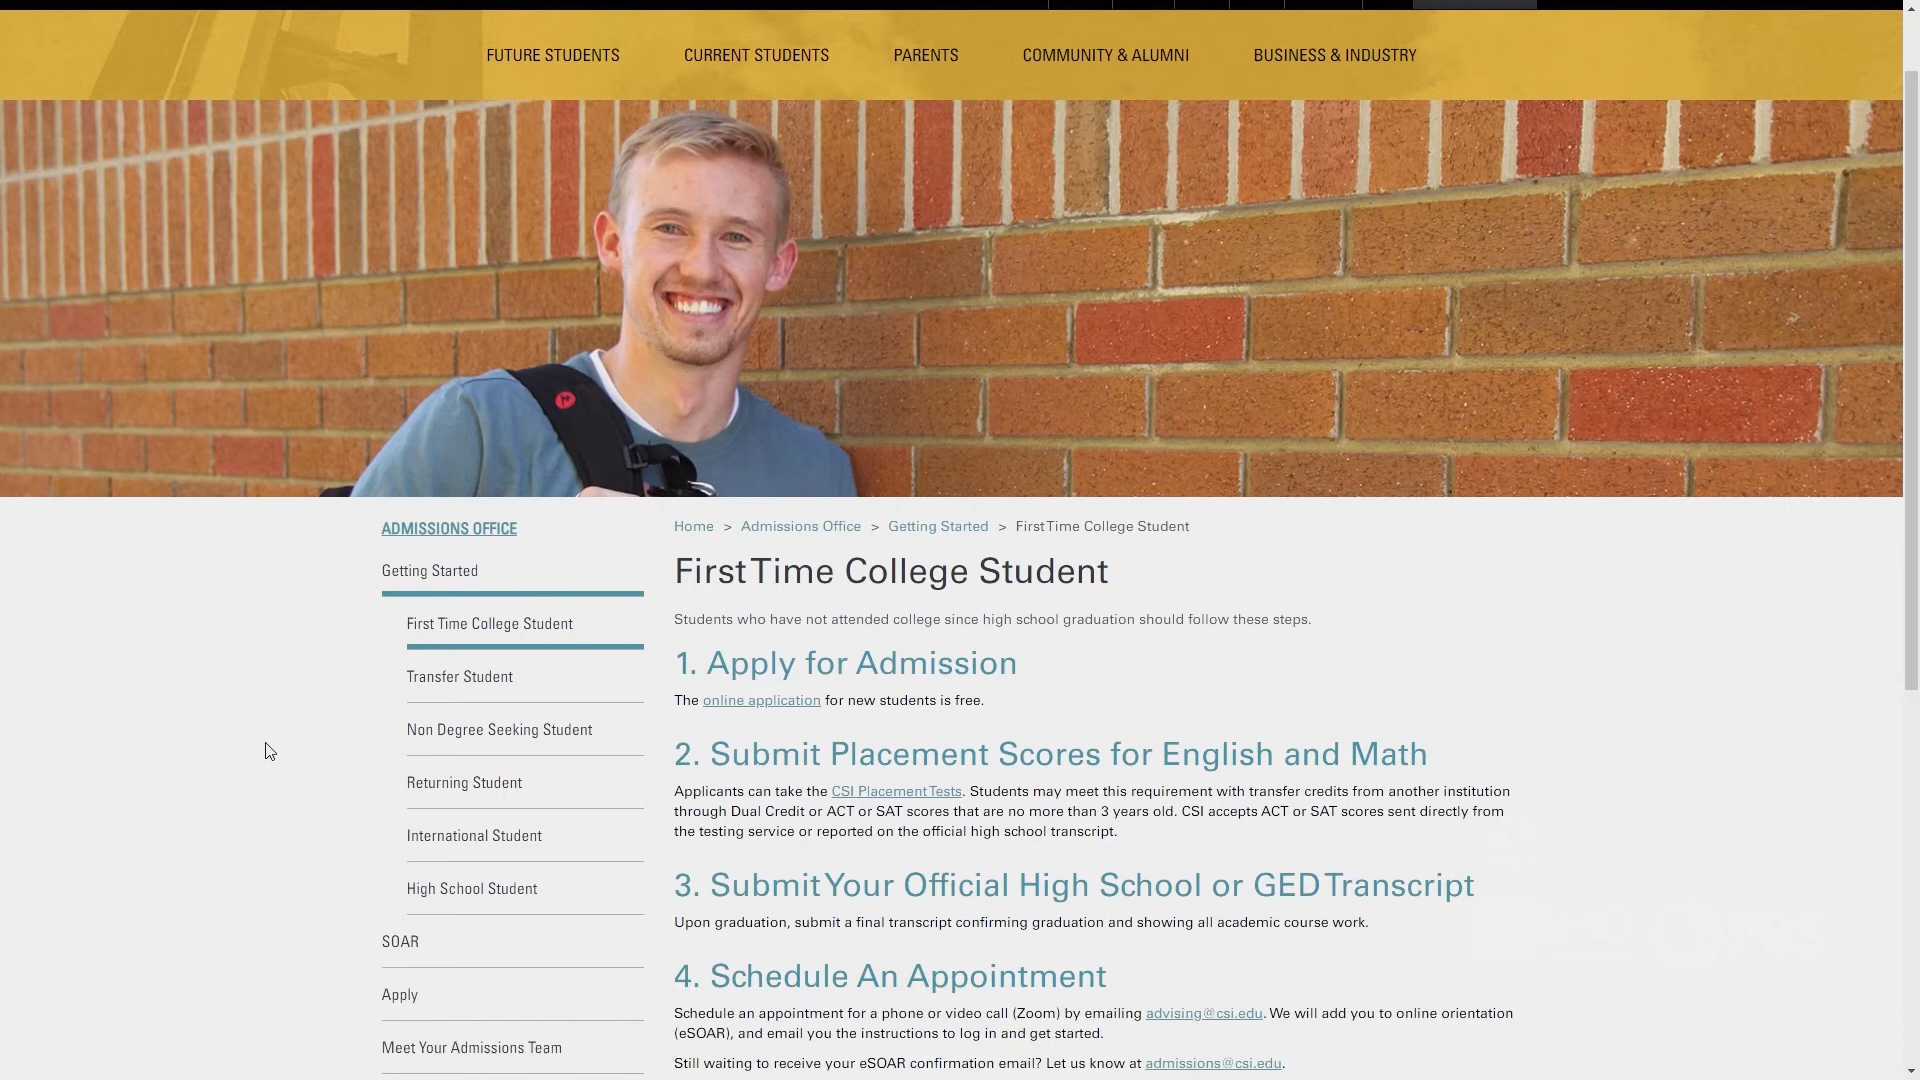 FUTURE STUDENTS CURRENT STUDENTS PARENTS COMMUNITY & ALUMNI BUSINESS & INDUSTRY
ADMISSIONS OFFICE
Getting Started
First Time College Student
Transfer Student
Non Degree Seeking Student
Returning Student
International Student
High School Student
SOAR
Apply
Meet Your Admissions Team
Home > Admissions Office > Getting Started > First Time College Student
First Time College Student
Students who have not attended college since high school graduation should follow these steps.
1. Apply for Admission
The online application for new students is free.
2. Submit Placement Scores for English and Math
Applicants can take the CSI Placement Tests. Students may meet this requirement with transfer credits from another institution
through Dual Credit or ACT or SAT scores that are no more than 3 years old. CSI accepts ACT or SAT scores sent directly from
the testing service or reported on the official high school transcript.
3. Submit Your Official High School or GED Transcript
Upon graduation, submit a final transcript confirming graduation and showing all academic course work.
4. Schedule An Appointment
Schedule an appointment for a phone or video call (Zoom) by emailing advising@csi.edu. We will add you to online orientation
(eSOAR), and email you the instructions to log in and get started.
Still waiting to receive your eSOAR confirmation email? Let us know at admissions@csi.edu.
PBS